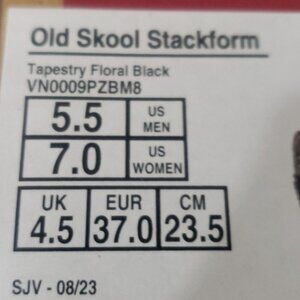 Old Skool Stackform
Tapestry Floral Black
VN0009PZBM8
5.5 US MEN
7.0 US WOMEN
UK EUR CM
4.5 37.0 23.5
SJV - 08/23